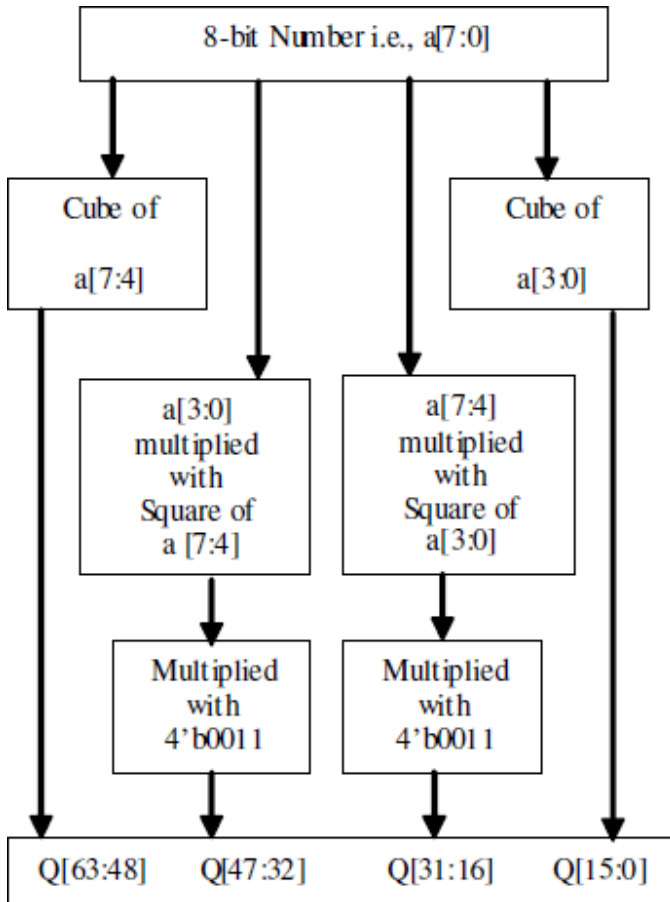 8-bit Number i.e., a[7:0]
Cube of
a[7:4]
Cube of
a[3:0]
a[3:0]
multiplied
with
Square of
a [7:4]
a[7:4]
multiplied
with
Square of
a[3:0]
Multiplied
with
4’b0011
Multiplied
with
4’b0011
Q[63:48] Q[47:32] Q[31:16] Q[15:0]